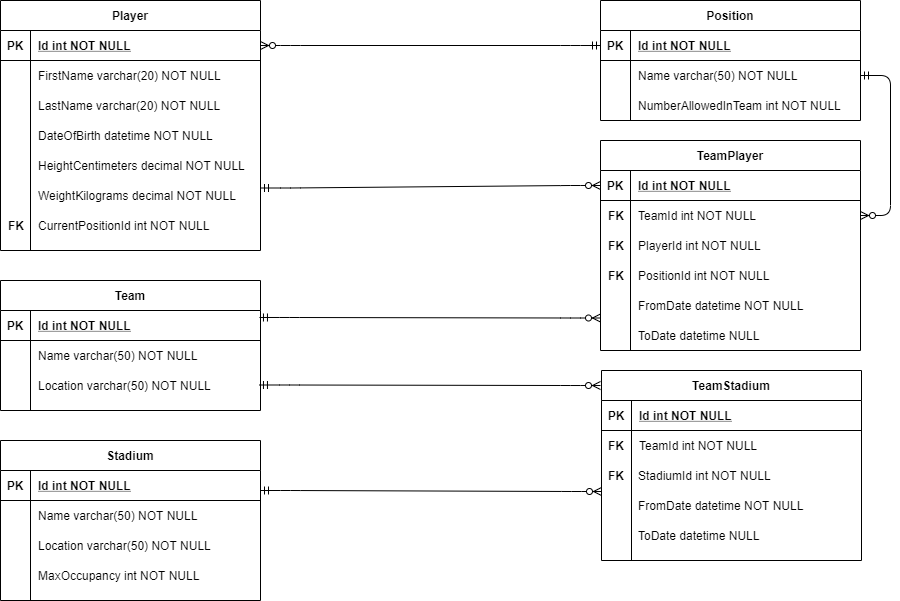 Player
PK Id int NOT NULL
FirstName varchar(20) NOT NULL
LastName varchar(20) NOT NULL
DateOfBirth datetime NOT NULL
HeightCentimeters decimal NOT NULL
WeightKilograms decimal NOT NULL
FK CurrentPositionId int NOT NULL
Position
PK Id int NOT NULL
Name varchar(50) NOT NULL
NumberAllowedInTeam int NOT NULL
TeamPlayer
PK Id int NOT NULL
FK TeamId int NOT NULL
FK PlayerId int NOT NULL
FK PositionId int NOT NULL
FromDate datetime NOT NULL
ToDate datetime NULL
Team
PK Id int NOT NULL
Name varchar(50) NOT NULL
Location varchar(50) NOT NULL
TeamStadium
PK Id int NOT NULL
FK TeamId int NOT NULL
FK StadiumId int NOT NULL
FromDate datetime NOT NULL
ToDate datetime NULL
Stadium
PK Id int NOT NULL
Name varchar(50) NOT NULL
Location varchar(50) NOT NULL
MaxOccupancy int NOT NULL